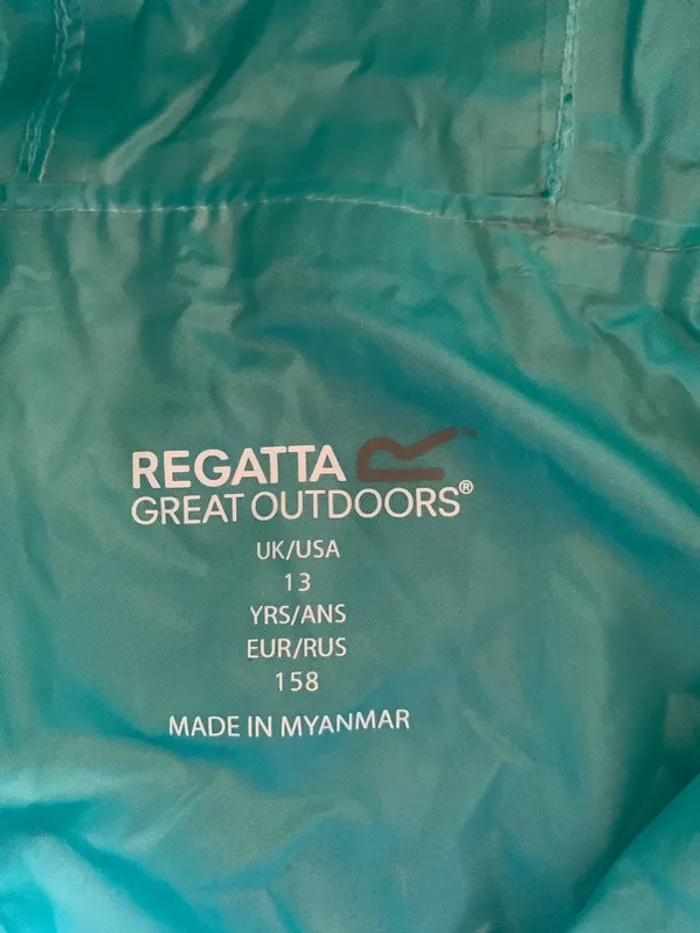 REGATTA
GREAT OUTDOORS®
UK/USA
13
YRS/ANS
EUR/RUS
158
MADE IN MYANMAR